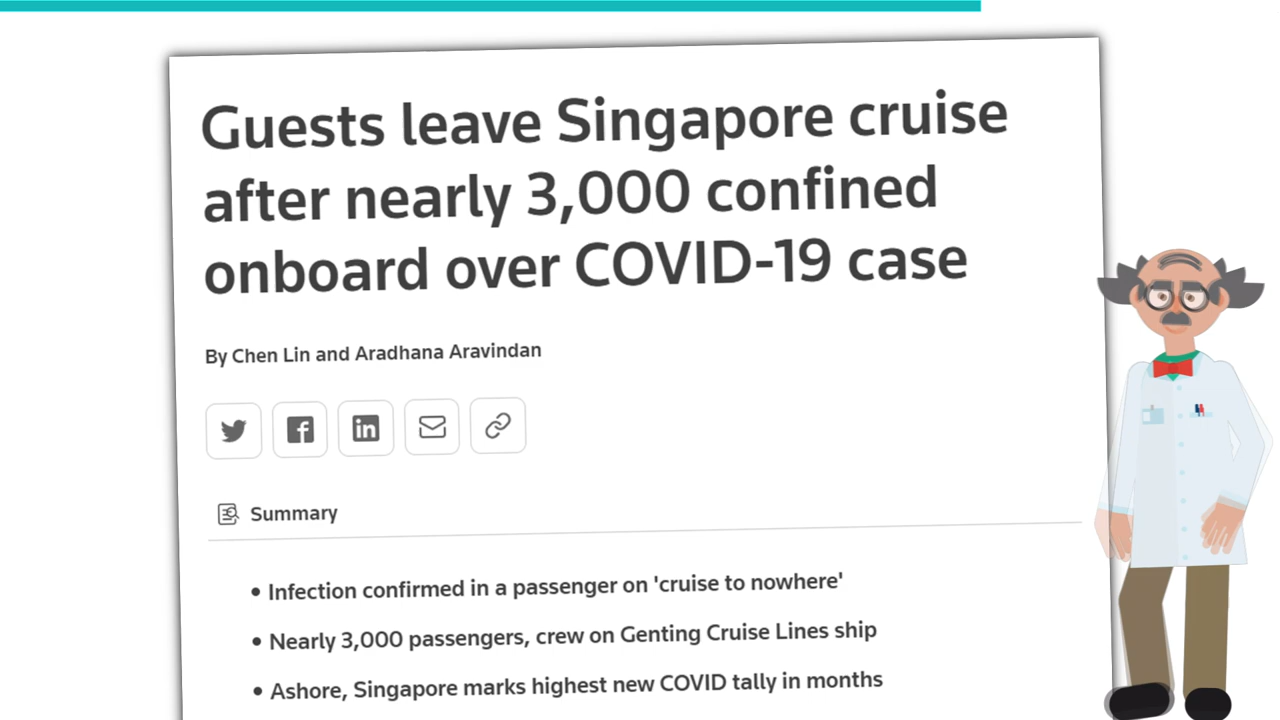 Guests leave Singapore cruise
after nearly 3,000 confined
onboard over COVID-19 case
By Chen Lin and Aradhana Aravindan
Summary
• Infection confirmed in a passenger on 'cruise to nowhere'
• Nearly 3,000 passengers, crew on Genting Cruise Lines ship
• Ashore, Singapore marks highest new COVID tally in months